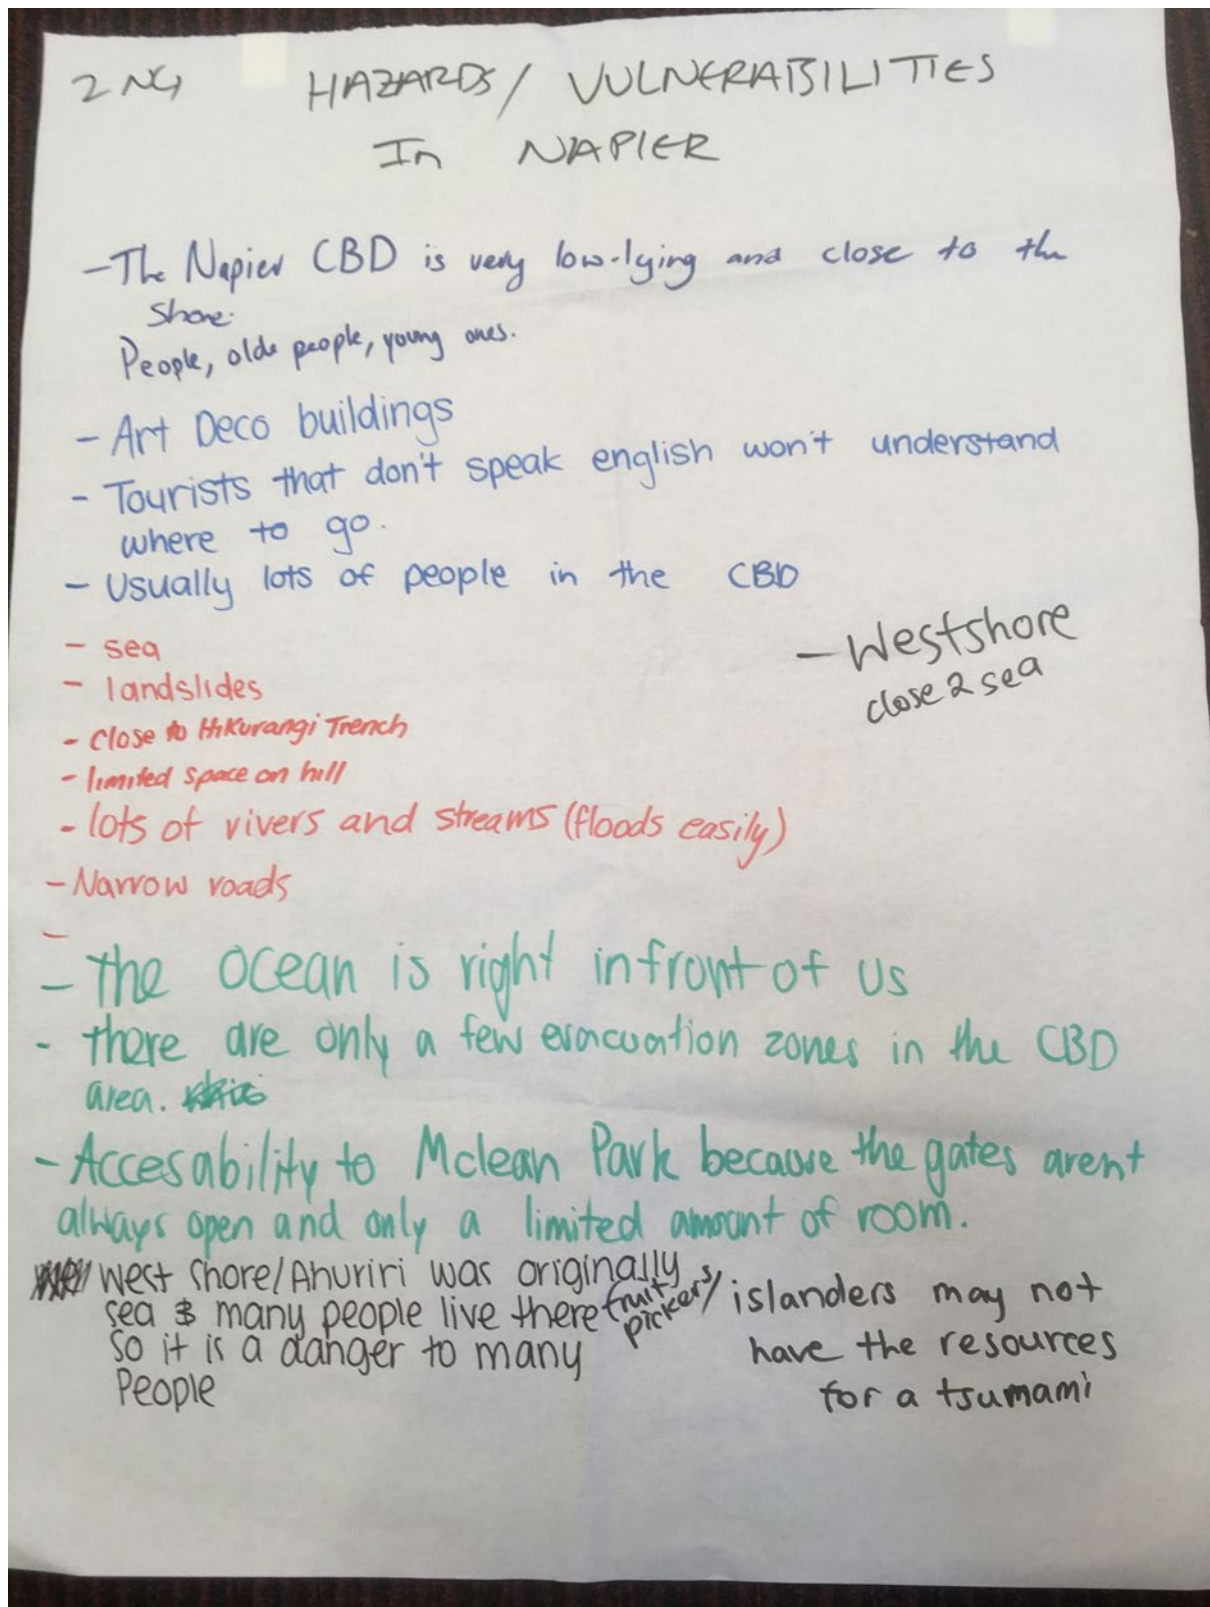 2NG HAZARDS/VULNERABILITIES
In NAPIER
- The Napier CBD is very low-lying and close to the
shore.
People, olde people, young ones.
- Art Deco buildings
- Tourists that don't speak english won't understand
where to go.
- Usually lots of people in the CBD
- sea
- landslides
- close to Hikurangi Trench
- limited space on hill
- lots of rivers and streams (floods easily)
- Narrow roads
-
- Westshore
close 2 sea
- the ocean is right infront of us
- there are only a few evacuation zones in the CBD
area.
- Accesability to Mclean Park because the gates arent
always open and only a limited amount of room.
West Shore/Ahuriri was originally
sea & many people live there
so it is a danger to many
People
fruit
pickers/islanders may not
have the resources
for a tsumami